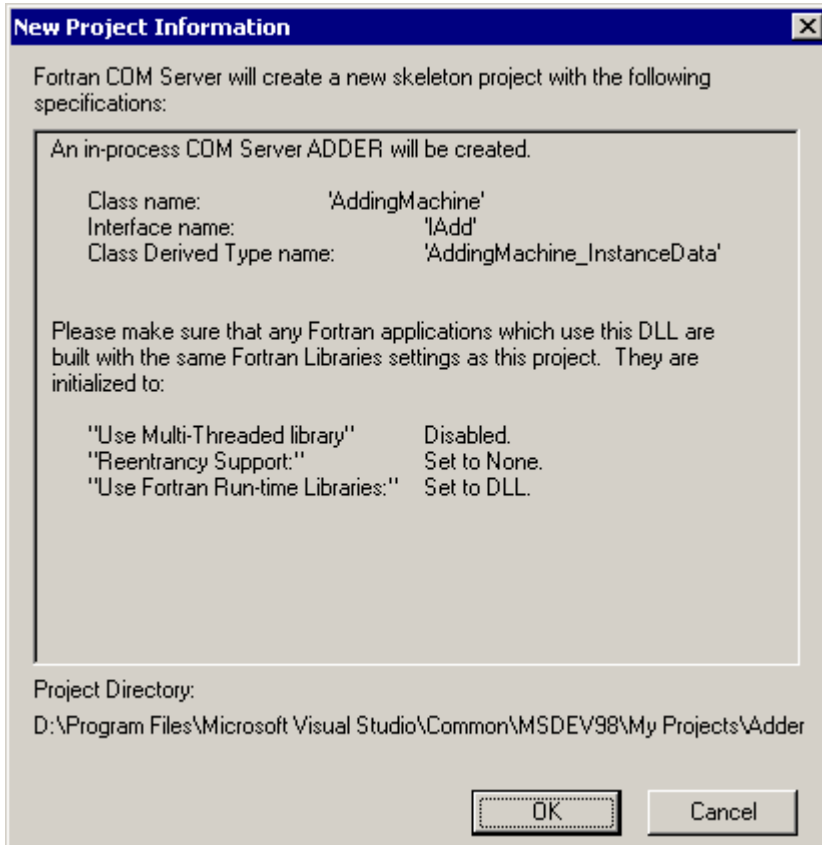 New Project Information
Fortran COM Server will create a new skeleton project with the following
specifications:
An in-process COM Server ADDER will be created.
Class name: 'AddingMachine'
Interface name: 'IAdd'
Class Derived Type name: 'AddingMachine_InstanceData'
Please make sure that any Fortran applications which use this DLL are
built with the same Fortran Libraries settings as this project. They are
initialized to:
"Use Multi-Threaded library" Disabled.
"Reentrancy Support:" Set to None.
"Use Fortran Run-time Libraries:" Set to DLL.
Project Directory:
D:\Program Files\Microsoft Visual Studio\Common\MSDEV98\My Projects\Adder
OK Cancel